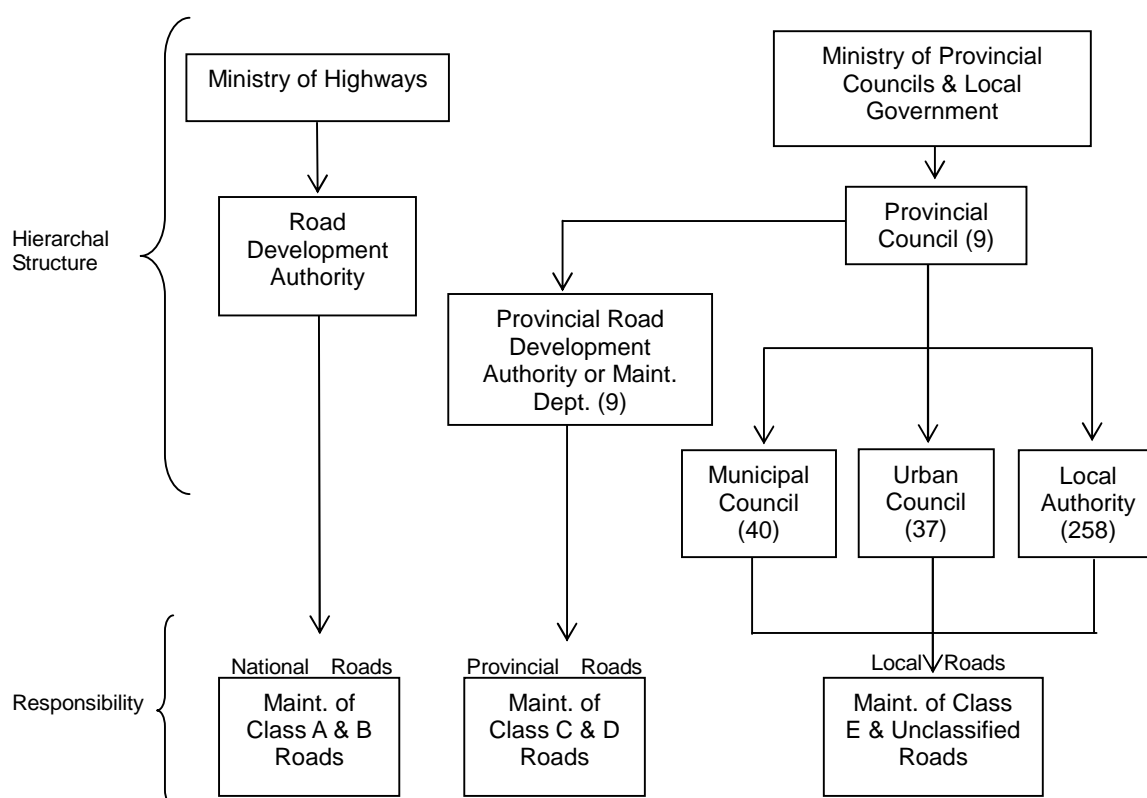 Ministry of Highways
Ministry of Provincial
Councils & Local
Government
Hierarchal
Structure
Road
Development
Authority
Provincial
Council (9)
Provincial Road
Development
Authority or Maint.
Dept. (9)
Municipal
Council
(40)
Urban
Council
(37)
Local
Authority
(258)
Responsibility
National Roads
Maint. of
Class A & B
Roads
Provincial Roads
Maint. of
Class C & D
Roads
Local Roads
Maint. of Class
E & Unclassified
Roads